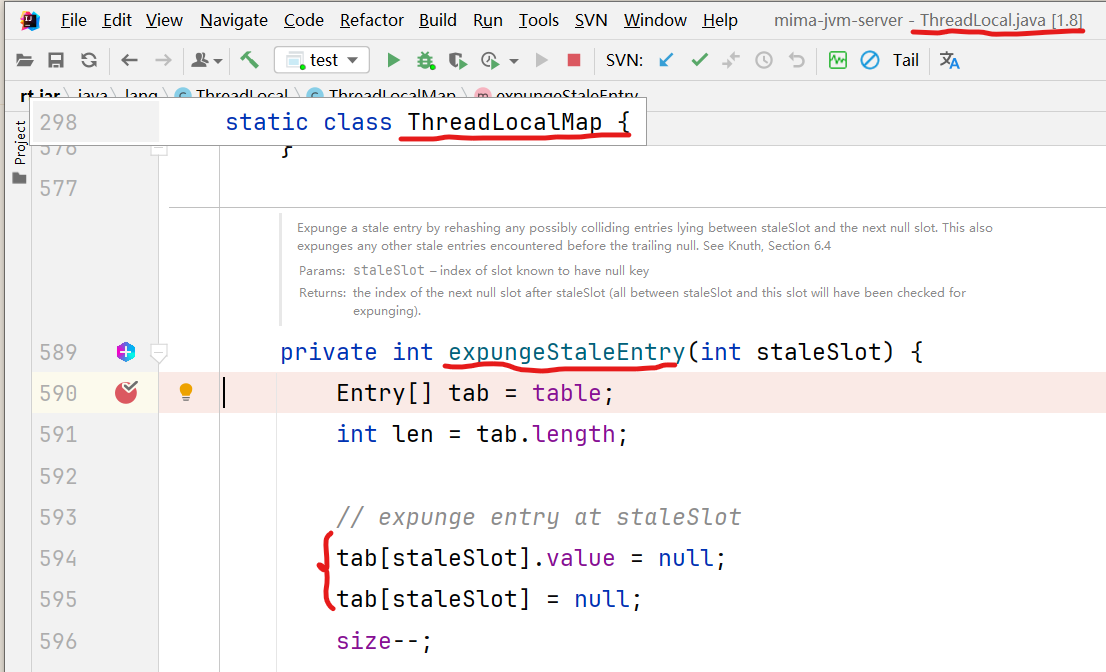 File Edit View Navigate Code Refactor Build Run Tools SVN Window Help mima-jvm-server - ThreadLocal.java [1.8]
test SVN: Tail
rt.jar java lang ThreadLocal ThreadLocalMap expungeStaleEntry
298 static class ThreadLocalMap {
Project
576 }
577
Expunge a stale entry by rehashing any possibly colliding entries lying between staleSlot and the next null slot. This also
expunges any other stale entries encountered before the trailing null. See Knuth, Section 6.4
Params: staleSlot – index of slot known to have null key
Returns: the index of the next null slot after staleSlot (all between staleSlot and this slot will have been checked for
expunging).
589 private int expungeStaleEntry(int staleSlot) {
590 Entry[] tab = table;
591 int len = tab.length;
592
593 // expunge entry at staleSlot
594 tab[staleSlot].value = null;
595 tab[staleSlot] = null;
596 size--;